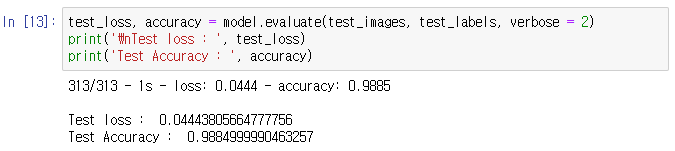 In [13]: test_loss, accuracy = model.evaluate(test_images, test_labels, verbose = 2)
print('₩nTest loss : ', test_loss)
print('Test Accuracy : ', accuracy)
313/313 - 1s - loss: 0.0444 - accuracy: 0.9885
Test loss :  0.04443805664777756
Test Accuracy :  0.9884999990463257